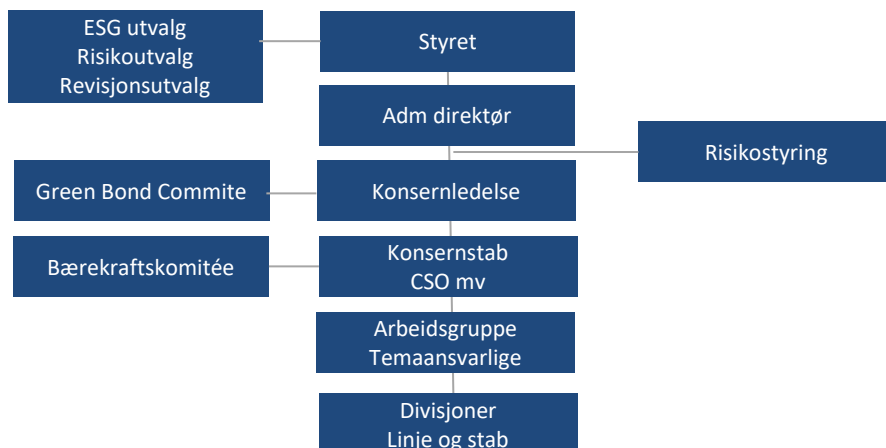 ESG utvalg
Risikoutvalg
Revisjonsutvalg
Styret
Adm direktør
Risikostyring
Green Bond Commite
Konsernledelse
Bærekraftskomitée
Konsernstab
CSO mv
Arbeidsgruppe
Temaansvarlige
Divisjoner
Linje og stab